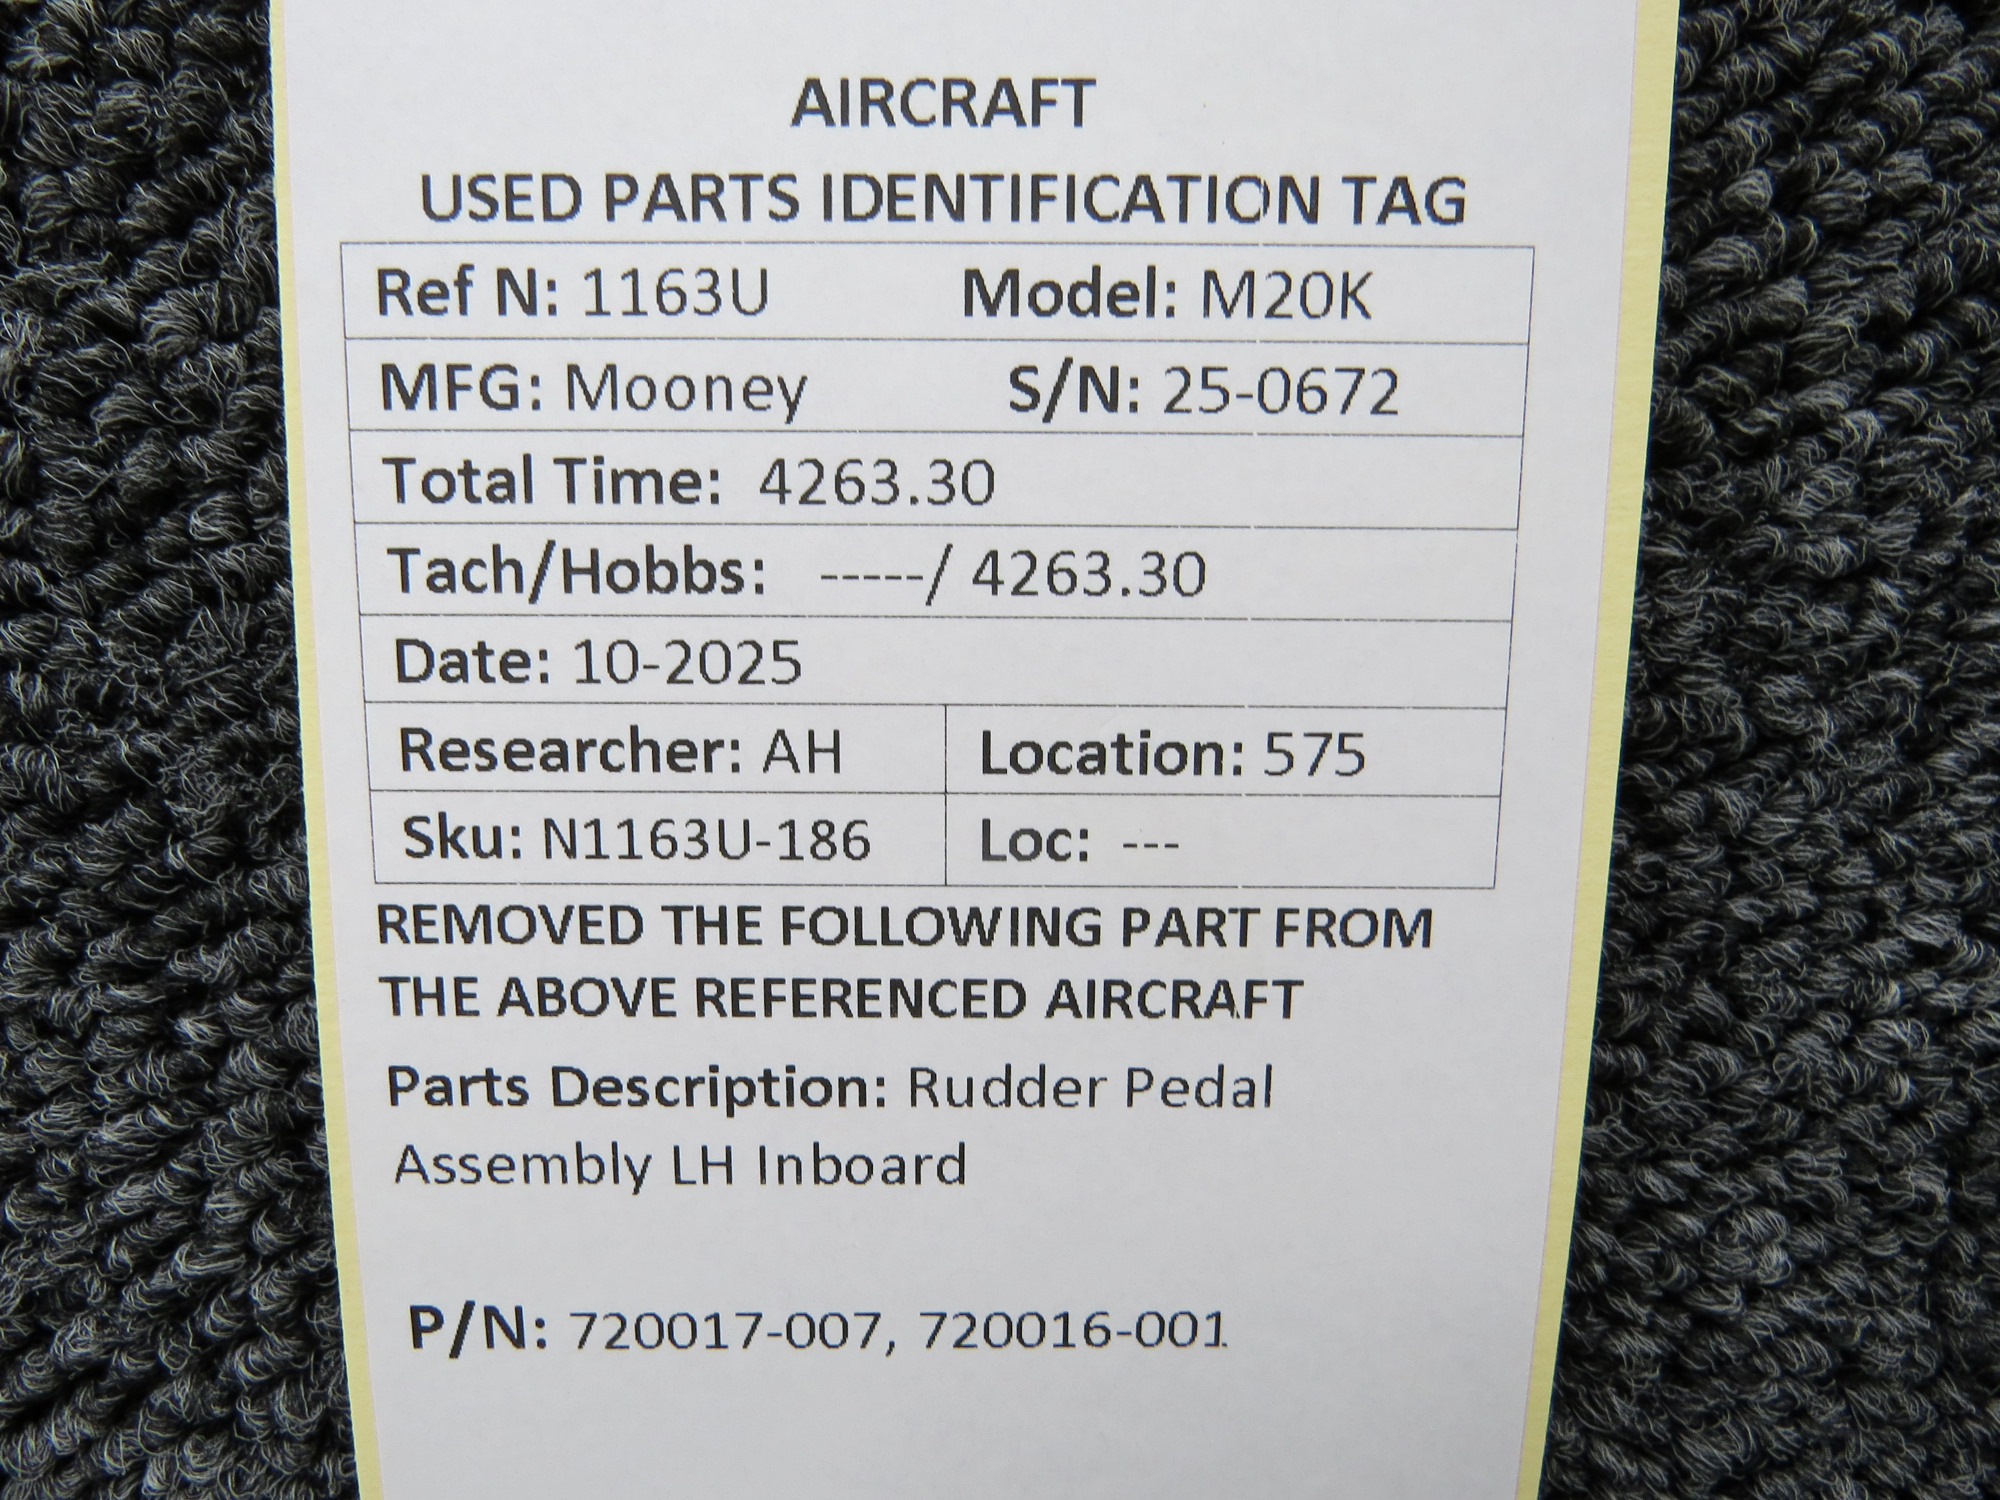 AIRCRAFT
USED PARTS IDENTIFICATION TAG
Ref N: 1163U Model: M20K
MFG: Mooney S/N: 25-0672
Total Time: 4263.30
Tach/Hobbs: -----/ 4263.30
Date: 10-2025
Researcher: AH Location: 575
Sku: N1163U-186 Loc: ---
REMOVED THE FOLLOWING PART FROM
THE ABOVE REFERENCED AIRCRAFT
Parts Description: Rudder Pedal
Assembly LH Inboard
P/N: 720017-007, 720016-001